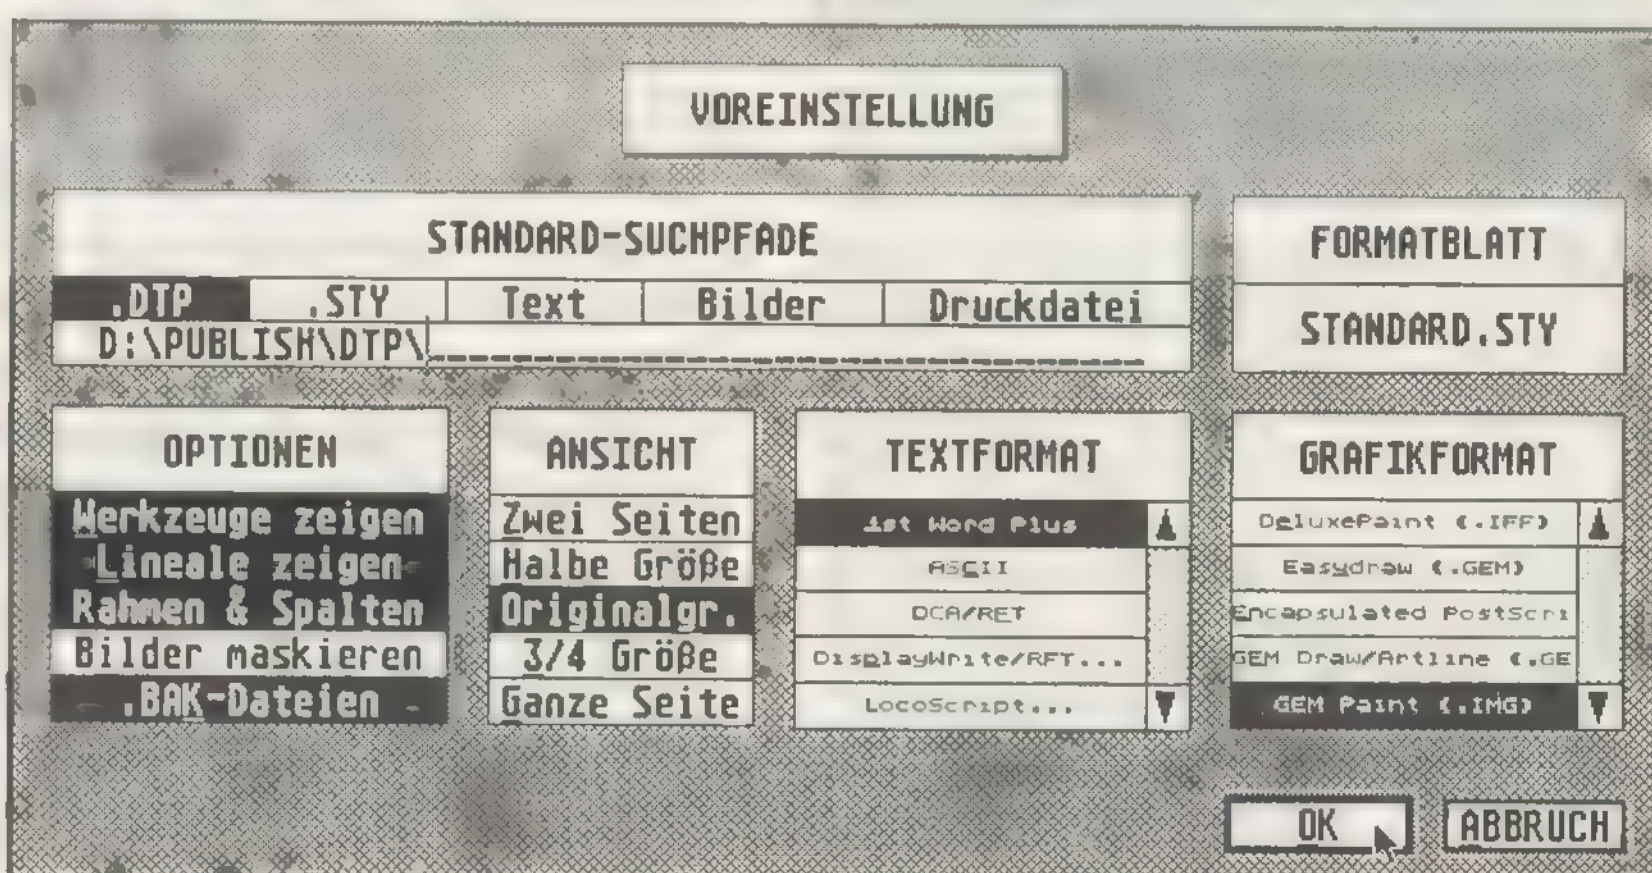 VOREINSTELLUNG
STANDARD-SUCHPFADE
.DTP .STY Text Bilder Druckdatei
D:\PUBLISH\DTP\
FORMATBLATT
STANDARD.STY
OPTIONEN
Werkzeuge zeigen
Lineale zeigen
Rahmen & Spalten
Bilder maskieren
.BAK-Dateien
ANSICHT
Zwei Seiten
Halbe Größe
Originalgr.
3/4 Größe
Ganze Seite
TEXTFORMAT
1st Word Plus
ASCII
DCA/RFT
DisplayWrite/RFT...
LocoScript...
GRAFIKFORMAT
DeluxePaint (.IFF)
Easydraw (.GEM)
Encapsulated PostScri
GEM Draw/Artline (.GE
GEM Paint (.IMG)
OK
ABBRUCH